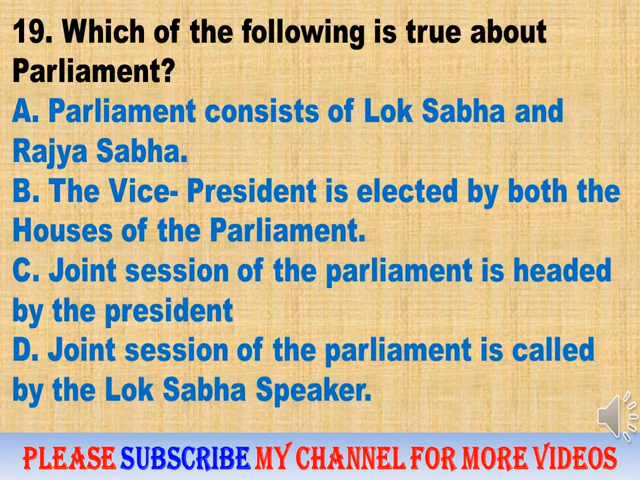 19. Which of the following is true about
Parliament?
A. Parliament consists of Lok Sabha and
Rajya Sabha.
B. The Vice- President is elected by both the
Houses of the Parliament.
C. Joint session of the parliament is headed
by the president
D. Joint session of the parliament is called
by the Lok Sabha Speaker.
PLEASE SUBSCRIBE MY CHANNEL FOR MORE VIDEOS